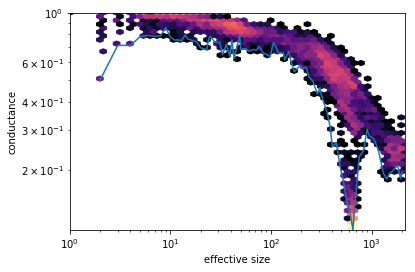 10⁰
6 × 10⁻¹
4 × 10⁻¹
3 × 10⁻¹
2 × 10⁻¹
conductance
10⁰ 10¹ 10² 10³
effective size